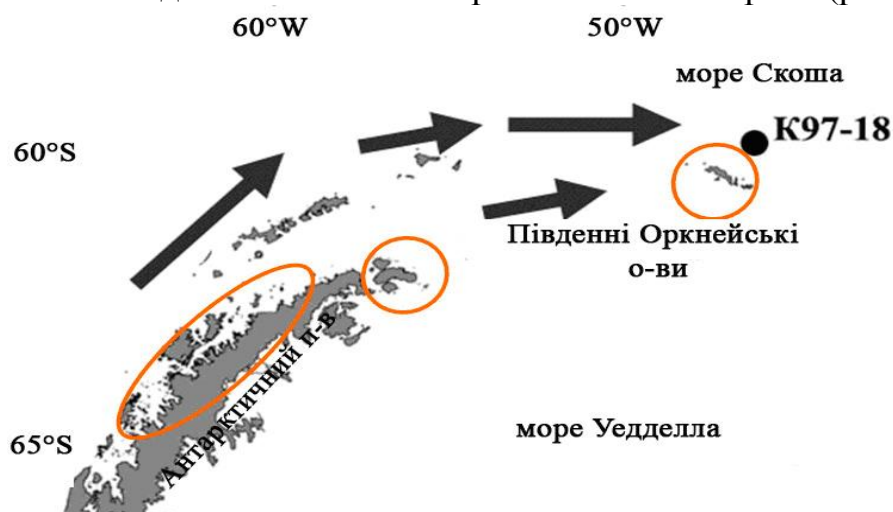 60°W
50°W
море Скоша
К97-18
60°S
Південні Оркнейські
о-ви
Антарктичний п-в
65°S
море Уедделла